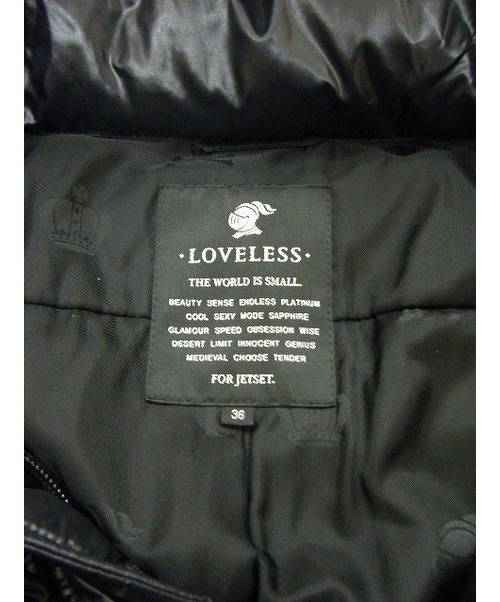 · LOVELESS ·
THE WORLD IS SMALL.
BEAUTY SENSE ENDLESS PLATINUM
COOL SEXY MODE SAPPHIRE
GLAMOUR SPEED OBSESSION WISE
DESERT LIMIT INNOCENT GENIUS
MEDIEVAL CHOOSE TENDER
FOR JETSET.
36